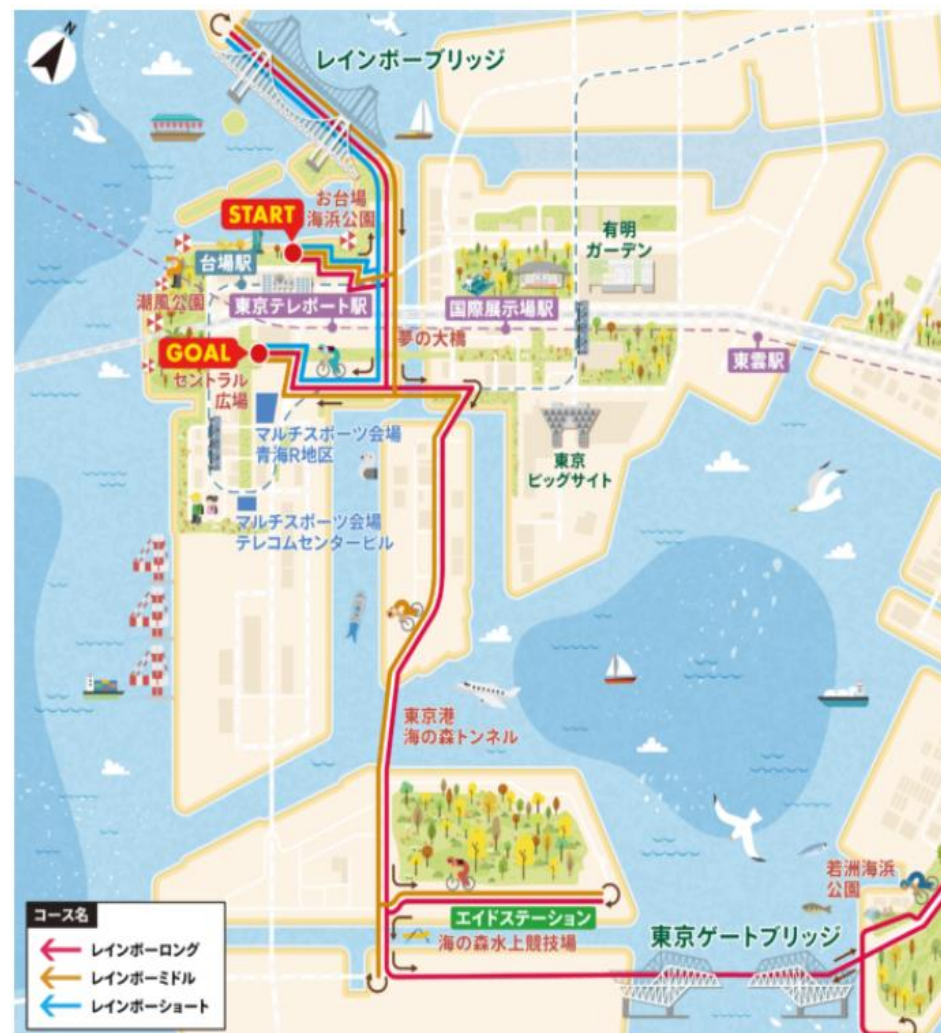 N
レインボーブリッジ
START
お台場
海浜公園
台場駅
有明
ガーデン
潮風公園
東京テレポート駅
国際展示場駅
夢の大橋
東雲駅
GOAL
セントラル
広場
マルチスポーツ会場
青海R地区
東京
ビッグサイト
マルチスポーツ会場
テレコムセンタービル
東京港
海の森トンネル
若洲海浜
公園
エイドステーション
海の森水上競技場
東京ゲートブリッジ
コース名
レインボーロング
レインボーミドル
レインボーショート